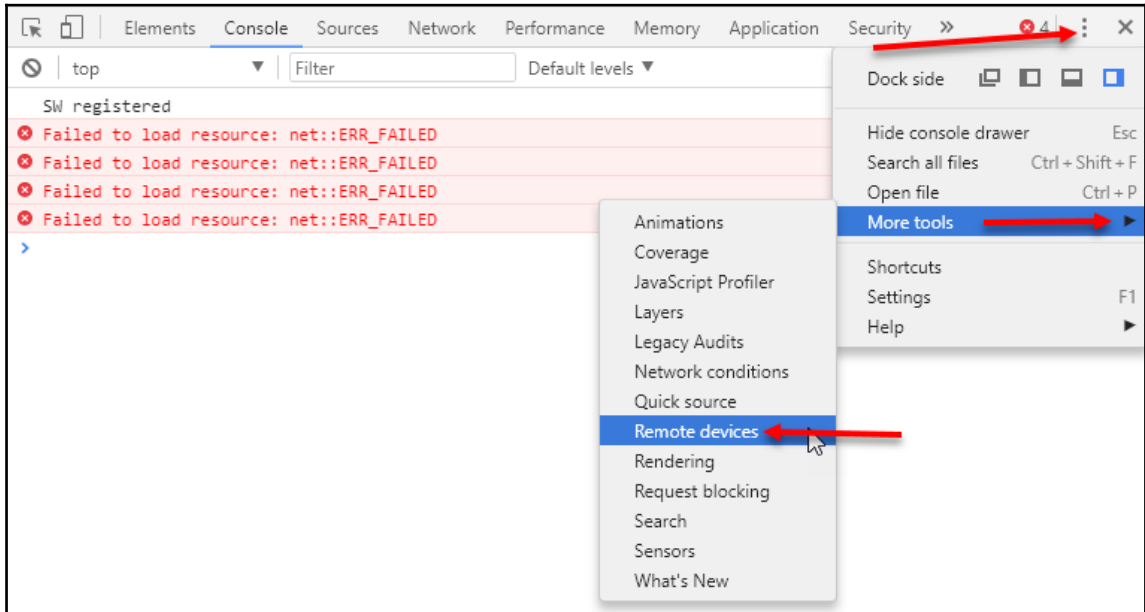 Elements Console Sources Network Performance Memory Application Security » 4
top ▼ Filter Default levels ▼
SW registered
Failed to load resource: net::ERR_FAILED
Failed to load resource: net::ERR_FAILED
Failed to load resource: net::ERR_FAILED
Failed to load resource: net::ERR_FAILED
>
Dock side
Hide console drawer Esc
Search all files Ctrl + Shift + F
Open file Ctrl + P
More tools
Shortcuts
Settings F1
Help
Animations
Coverage
JavaScript Profiler
Layers
Legacy Audits
Network conditions
Quick source
Remote devices
Rendering
Request blocking
Search
Sensors
What's New